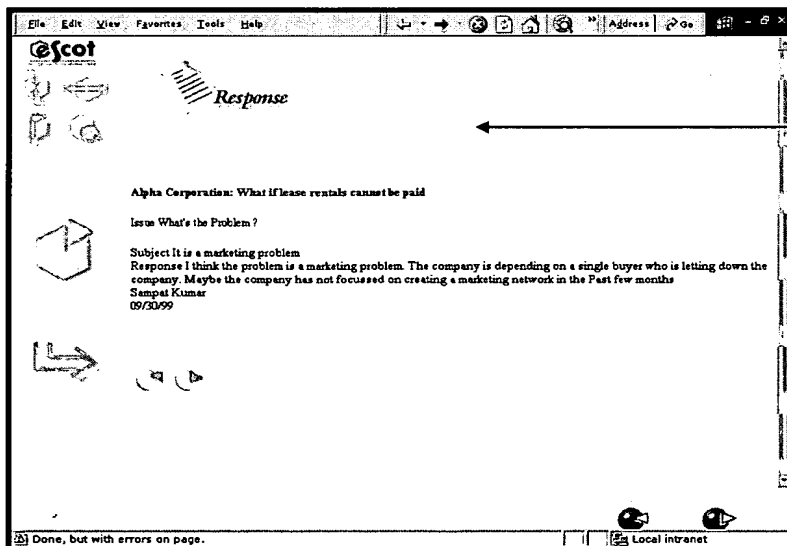 File Edit View Favorites Tools Help » Address Go
eScot
Response
Alpha Corporation: What if lease rentals cannot be paid
Issue What's the Problem ?
Subject It is a marketing problem
Response I think the problem is a marketing problem. The company is depending on a single buyer who is letting down the
company. Maybe the company has not focussed on creating a marketing network in the Past few months
Sampat Kumar
09/30/99
Done, but with errors on page. Local intranet